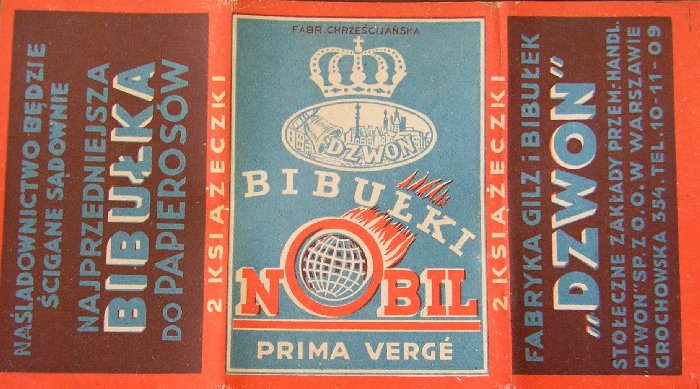 NAŚLADOWNICTWO BĘDZIE
ŚCIGANE SĄDOWNIE
NAJPRZEDNIEJSZA
BIBUŁKA
DO PAPIEROSÓW
2 KSIĄŻECZKI
FABR. CHRZEŚCIJAŃSKA
DZWON
BIBUŁKI
NOBIL
PRIMA VERGÉ
2 KSIĄŻECZKI
FABRYKA GILZ i BIBUŁEK
„DZWON"
STOŁECZNE ZAKŁADY PRZEM.-HANDL.
DZWON" SP. Z O. O. W WARSZAWIE
GROCHOWSKA 354. TEL. 10-11-09